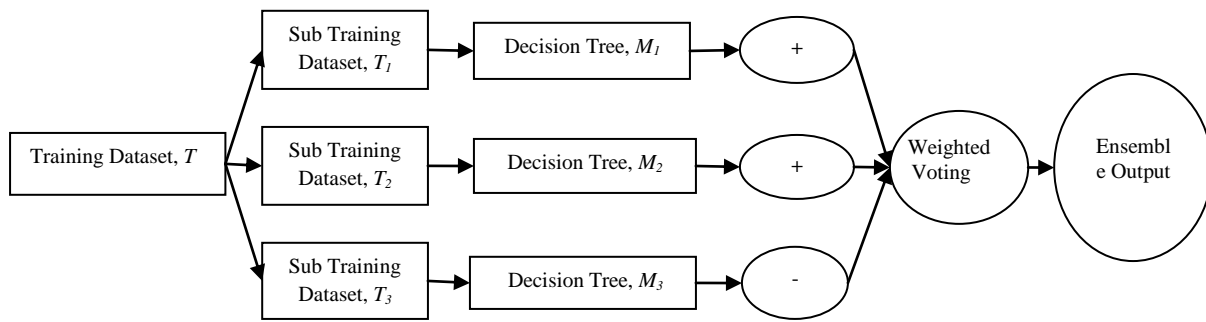 Sub Training
Dataset, T1
Decision Tree, M1
+
Training Dataset, T
Sub Training
Dataset, T2
Decision Tree, M2
+
Weighted
Voting
Ensembl
e Output
Sub Training
Dataset, T3
Decision Tree, M3
-